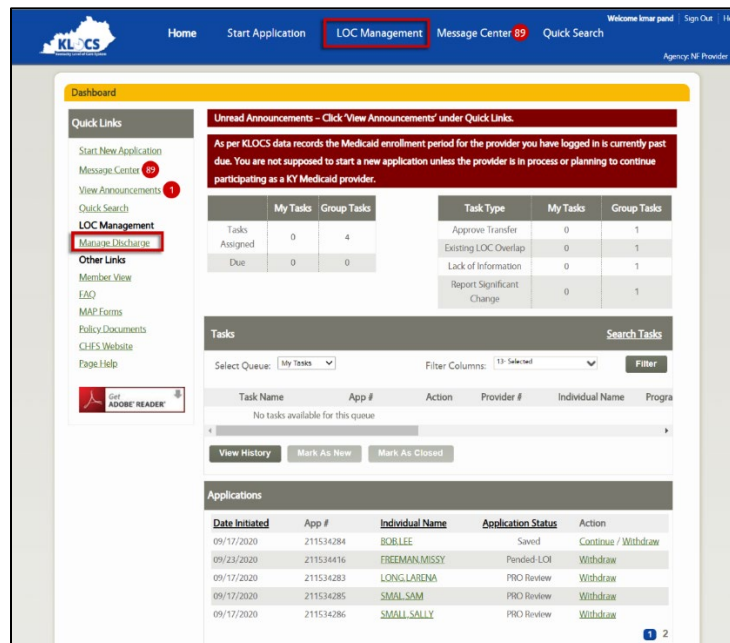 KLOCS
Home Start Application LOC Management Message Center 89 Quick Search
Welcome kmar pand Sign Out
Agency: NF Provider
Dashboard
Quick Links
Start New Application
Message Center 89
View Announcements 1
Quick Search
LOC Management
Manage Discharge
Other Links
Member View
FAQ
MAP Forms
Policy Documents
CHFS Website
Page Help
Get
ADOBE® READER®
Unread Announcements – Click 'View Announcements' under Quick Links.
As per KLOCS data records the Medicaid enrollment period for the provider you have logged in is currently past
due. You are not supposed to start a new application unless the provider is in process or planning to continue
participating as a KY Medicaid provider.
My Tasks Group Tasks
Tasks
Assigned 0 4
Due 0 0
Task Type My Tasks Group Tasks
Approve Transfer 0 1
Existing LOC Overlap 0 1
Lack of Information 0 1
Report Significant
Change 0 1
Tasks Search Tasks
Select Queue: My Tasks Filter Columns: 13- Selected Filter
Task Name App # Action Provider # Individual Name Progra
No tasks available for this queue
View History Mark As New Mark As Closed
Applications
Date Initiated App # Individual Name Application Status Action
09/17/2020 211534284 BOB,LEE Saved Continue / Withdraw
09/23/2020 211534416 FREEMAN,MISSY Pended-LOI Withdraw
09/17/2020 211534283 LONG,LARENA PRO Review Withdraw
09/17/2020 211534285 SMAL,SAM PRO Review Withdraw
09/17/2020 211534286 SMALL,SALLY PRO Review Withdraw
1 2